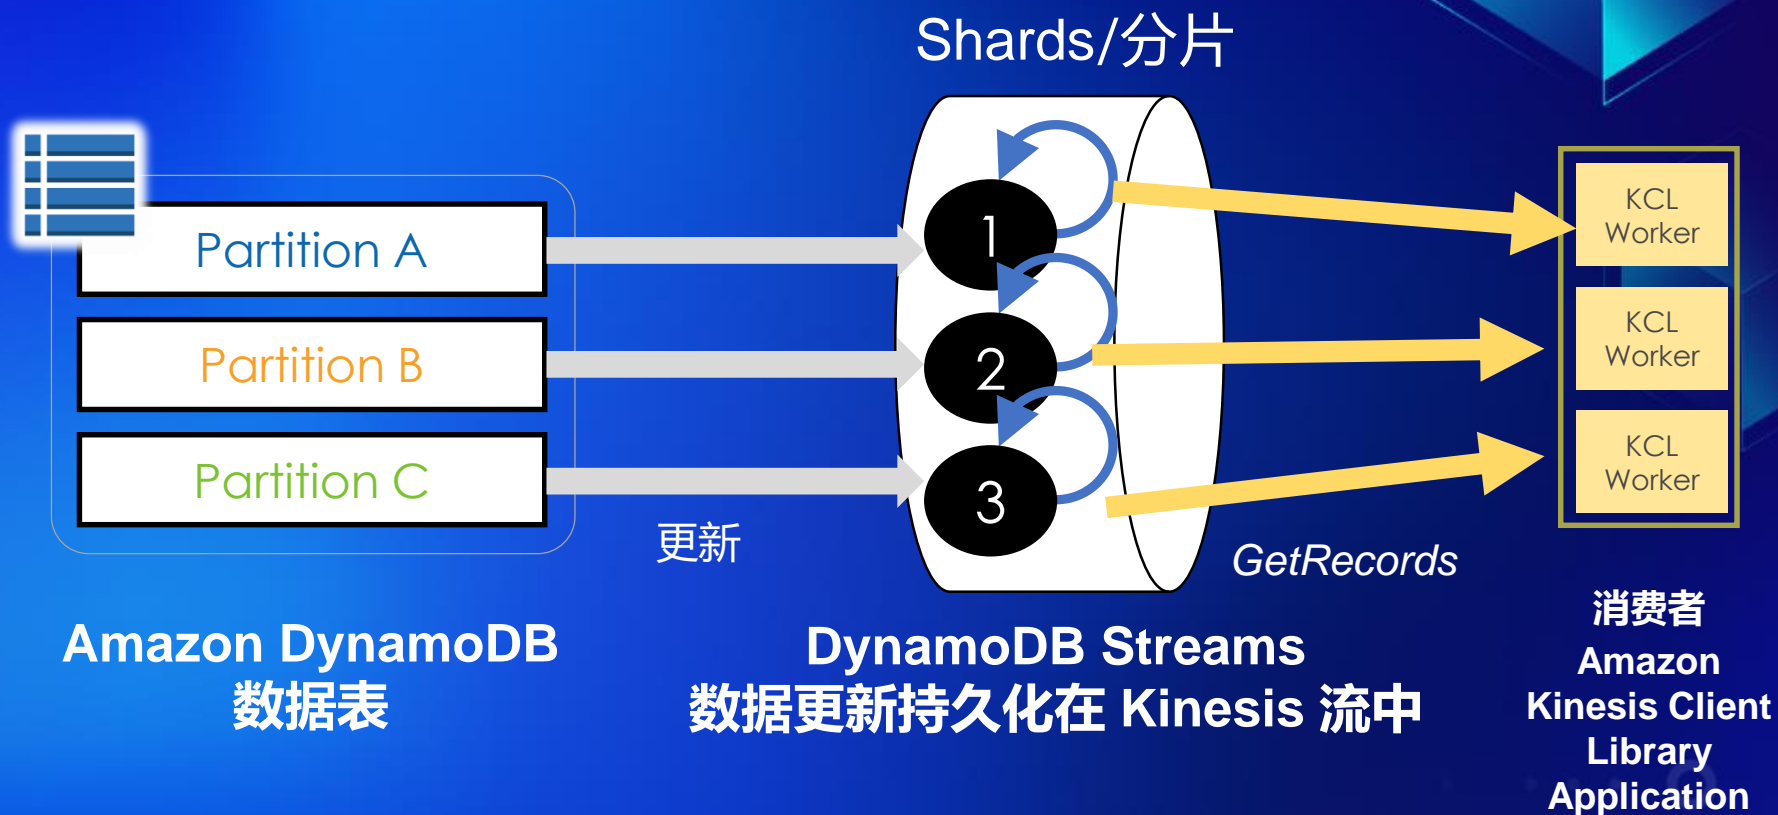 Shards/分片
Partition A
Partition B
Partition C
1
2
3
KCL
Worker
KCL
Worker
KCL
Worker
更新
GetRecords
Amazon DynamoDB
数据表
DynamoDB Streams
数据更新持久化在 Kinesis 流中
消费者
Amazon
Kinesis Client
Library
Application